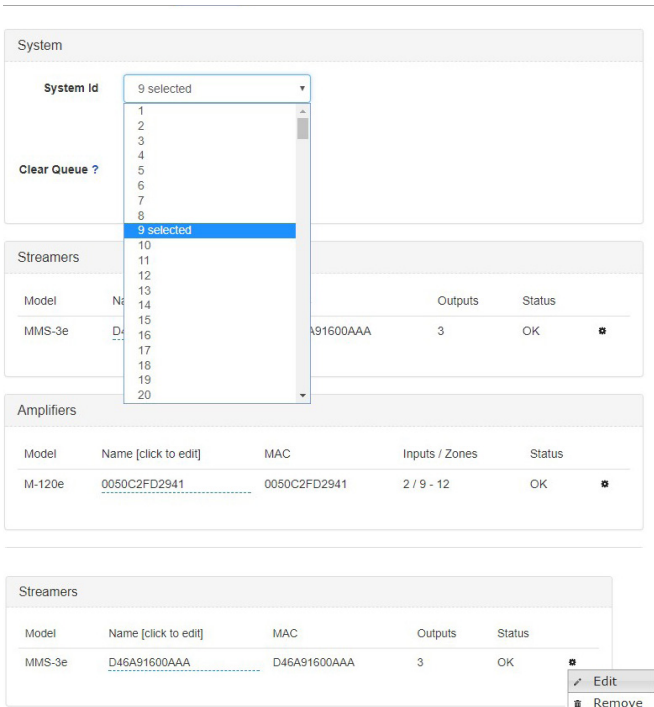 System
System Id 9 selected
1
2
3
4
Clear Queue ? 5
6
7
8
9 selected
10
Streamers 11
12
13
Model Na 14 Outputs Status
15
MMS-3e D4 16 A91600AAA 3 OK
17
18
19
20
Amplifiers
Model Name [click to edit] MAC Inputs / Zones Status
M-120e 0050C2FD2941 0050C2FD2941 2 / 9 - 12 OK
Streamers
Model Name [click to edit] MAC Outputs Status
MMS-3e D46A91600AAA D46A91600AAA 3 OK
Edit
Remove